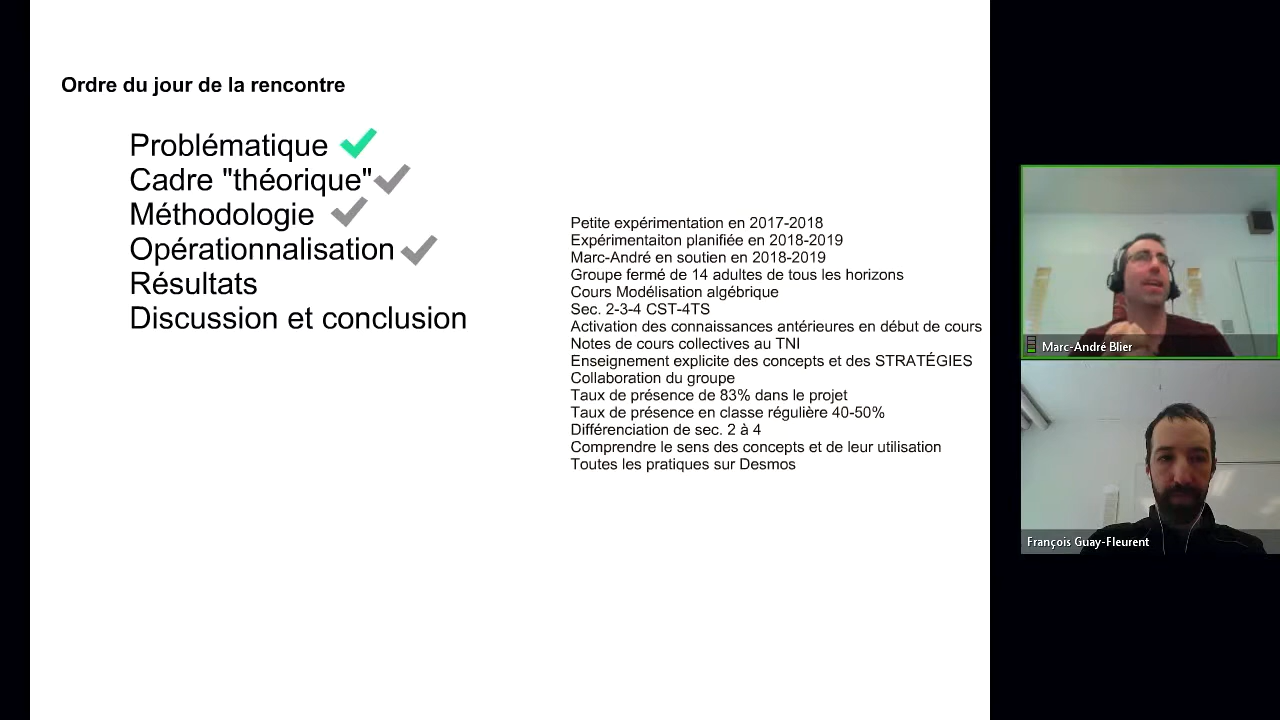 Ordre du jour de la rencontre
Problématique
Cadre "théorique"
Méthodologie
Opérationnalisation
Résultats
Discussion et conclusion
Petite expérimentation en 2017-2018
Expérimentaiton planifiée en 2018-2019
Marc-André en soutien en 2018-2019
Groupe fermé de 14 adultes de tous les horizons
Cours Modélisation algébrique
Sec. 2-3-4 CST-4TS
Activation des connaissances antérieures en début de cours
Notes de cours collectives au TNI
Enseignement explicite des concepts et des STRATÉGIES
Collaboration du groupe
Taux de présence de 83% dans le projet
Taux de présence en classe régulière 40-50%
Différenciation de sec. 2 à 4
Comprendre le sens des concepts et de leur utilisation
Toutes les pratiques sur Desmos
Marc-André Blier
François Guay-Fleurent